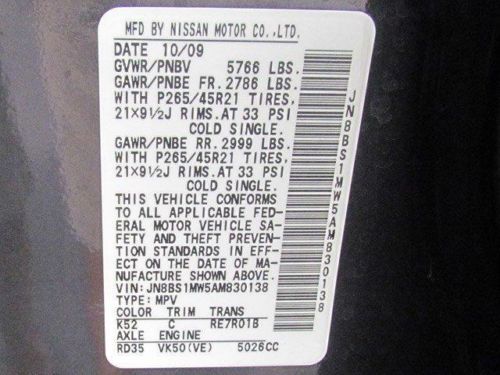 MFD BY NISSAN MOTOR CO.,LTD.
DATE 10/09
GVWR/PNBV 5766 LBS.
GAWR/PNBE FR. 2786 LBS.
WITH P265/45R21 TIRES,
21×9½J RIMS. AT 33 PSI
COLD SINGLE.
GAWR/PNBE RR. 2999 LBS.
WITH P265/45R21 TIRES,
21×9½J RIMS. AT 33 PSI
COLD SINGLE.
THIS VEHICLE CONFORMS
TO ALL APPLICABLE FED-
ERAL MOTOR VEHICLE SA-
FETY AND THEFT PREVEN-
TION STANDARDS IN EFF-
ECT ON THE DATE OF MA-
NUFACTURE SHOWN ABOVE.
VIN: JN8BS1MW5AM830138
TYPE: MPV
COLOR TRIM TRANS
K52 C RE7R01B
AXLE ENGINE
RD35 VK50(VE) 5026CC
JN8BS1MW5AM830138